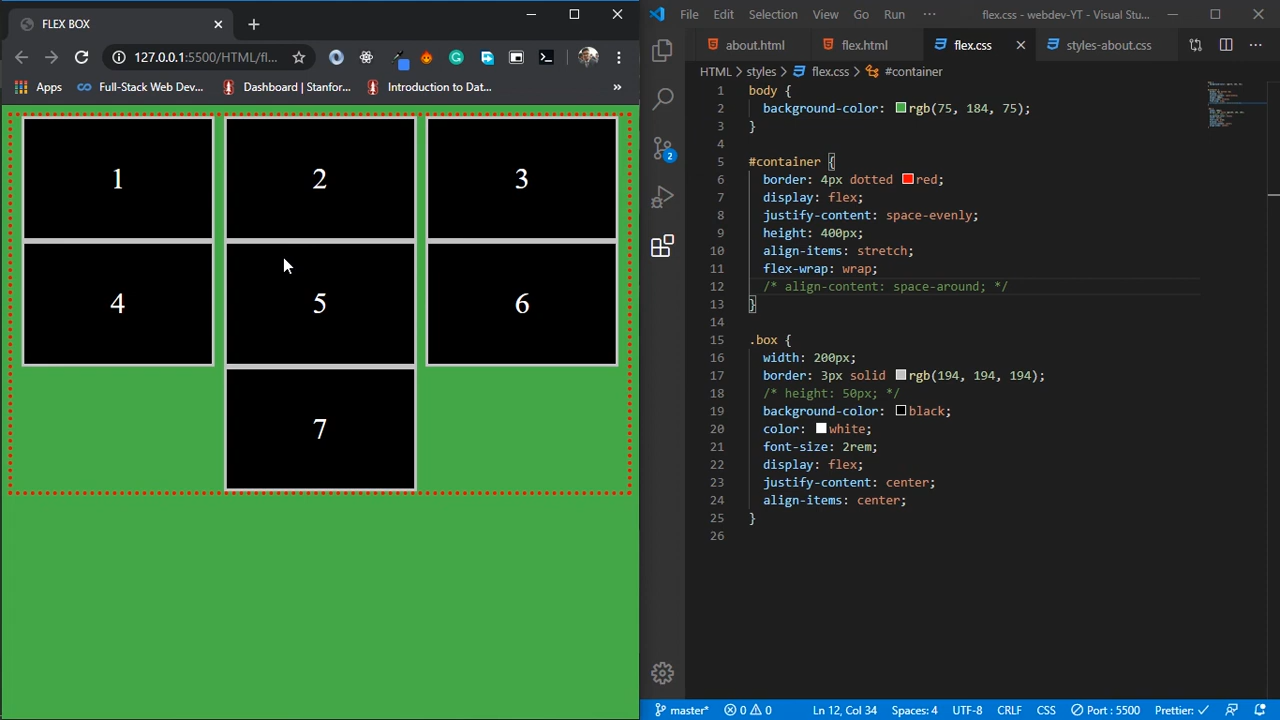 FLEX BOX
127.0.0.1:5500/HTML/fl...
Apps Full-Stack Web Dev... Dashboard | Stanfor... Introduction to Dat... »
1 2 3
4 5 6
7
File Edit Selection View Go Run ··· flex.css - webdev-YT - Visual Stu...
about.html flex.html flex.css styles-about.css
HTML > styles > flex.css > #container
2
1 body {
2 background-color: rgb(75, 184, 75);
3 }
4
5 #container {
6 border: 4px dotted red;
7 display: flex;
8 justify-content: space-evenly;
9 height: 400px;
10 align-items: stretch;
11 flex-wrap: wrap;
12 /* align-content: space-around; */
13 }
14
15 .box {
16 width: 200px;
17 border: 3px solid rgb(194, 194, 194);
18 /* height: 50px; */
19 background-color: black;
20 color: white;
21 font-size: 2rem;
22 display: flex;
23 justify-content: center;
24 align-items: center;
25 }
26
master* 0 0 Ln 12, Col 34 Spaces: 4 UTF-8 CRLF CSS Port : 5500 Prettier: ✓